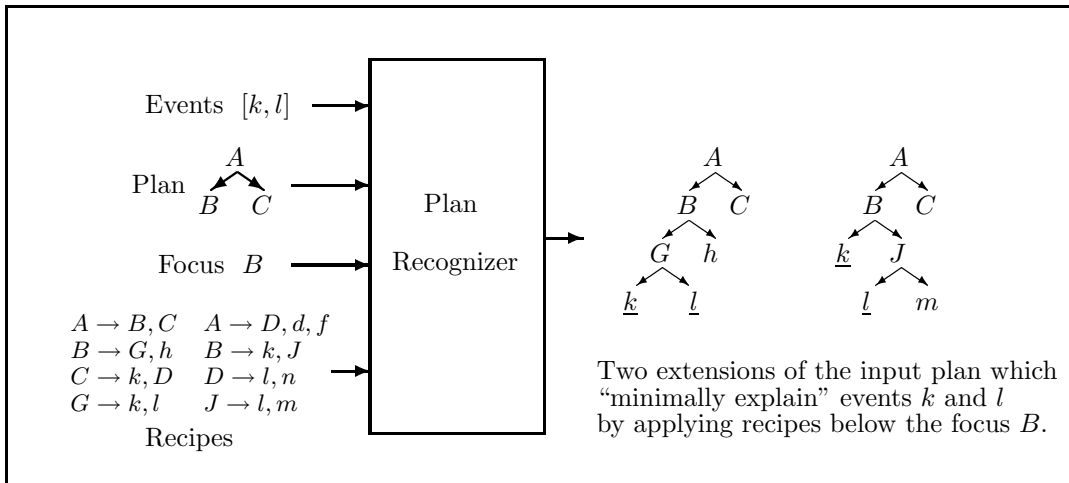 Events [k, l]
Plan
A
B C
Focus B
A → B, C A → D, d, f
B → G, h B → k, J
C → k, D D → l, n
G → k, l J → l, m
Recipes
Plan
Recognizer
A
B C
G h
k l
A
B C
k J
l m
Two extensions of the input plan which
“minimally explain” events k and l
by applying recipes below the focus B.